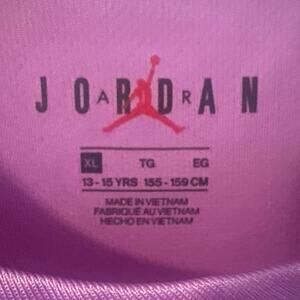 JORDAN
AIR
XL TG EG
13 - 15 YRS 155 - 159 CM
MADE IN VIETNAM
FABRIQUÉ AU VIETNAM
HECHO EN VIETNAM